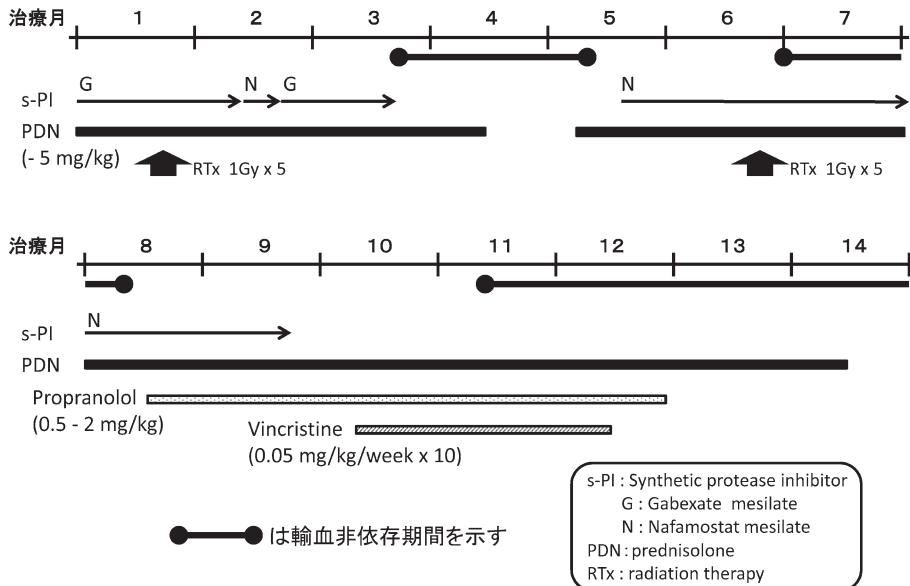 治療月 1 2 3 4 5 6 7
G N G N
s-PI
PDN
(- 5 mg/kg)
RTx 1Gy x 5 RTx 1Gy x 5
治療月 8 9 10 11 12 13 14
N
s-PI
PDN
Propranolol
(0.5 - 2 mg/kg)
Vincristine
(0.05 mg/kg/week x 10)
s-PI : Synthetic protease inhibitor
G : Gabexate mesilate
N : Nafamostat mesilate
PDN : prednisolone
RTx : radiation therapy
は輸血非依存期間を示す